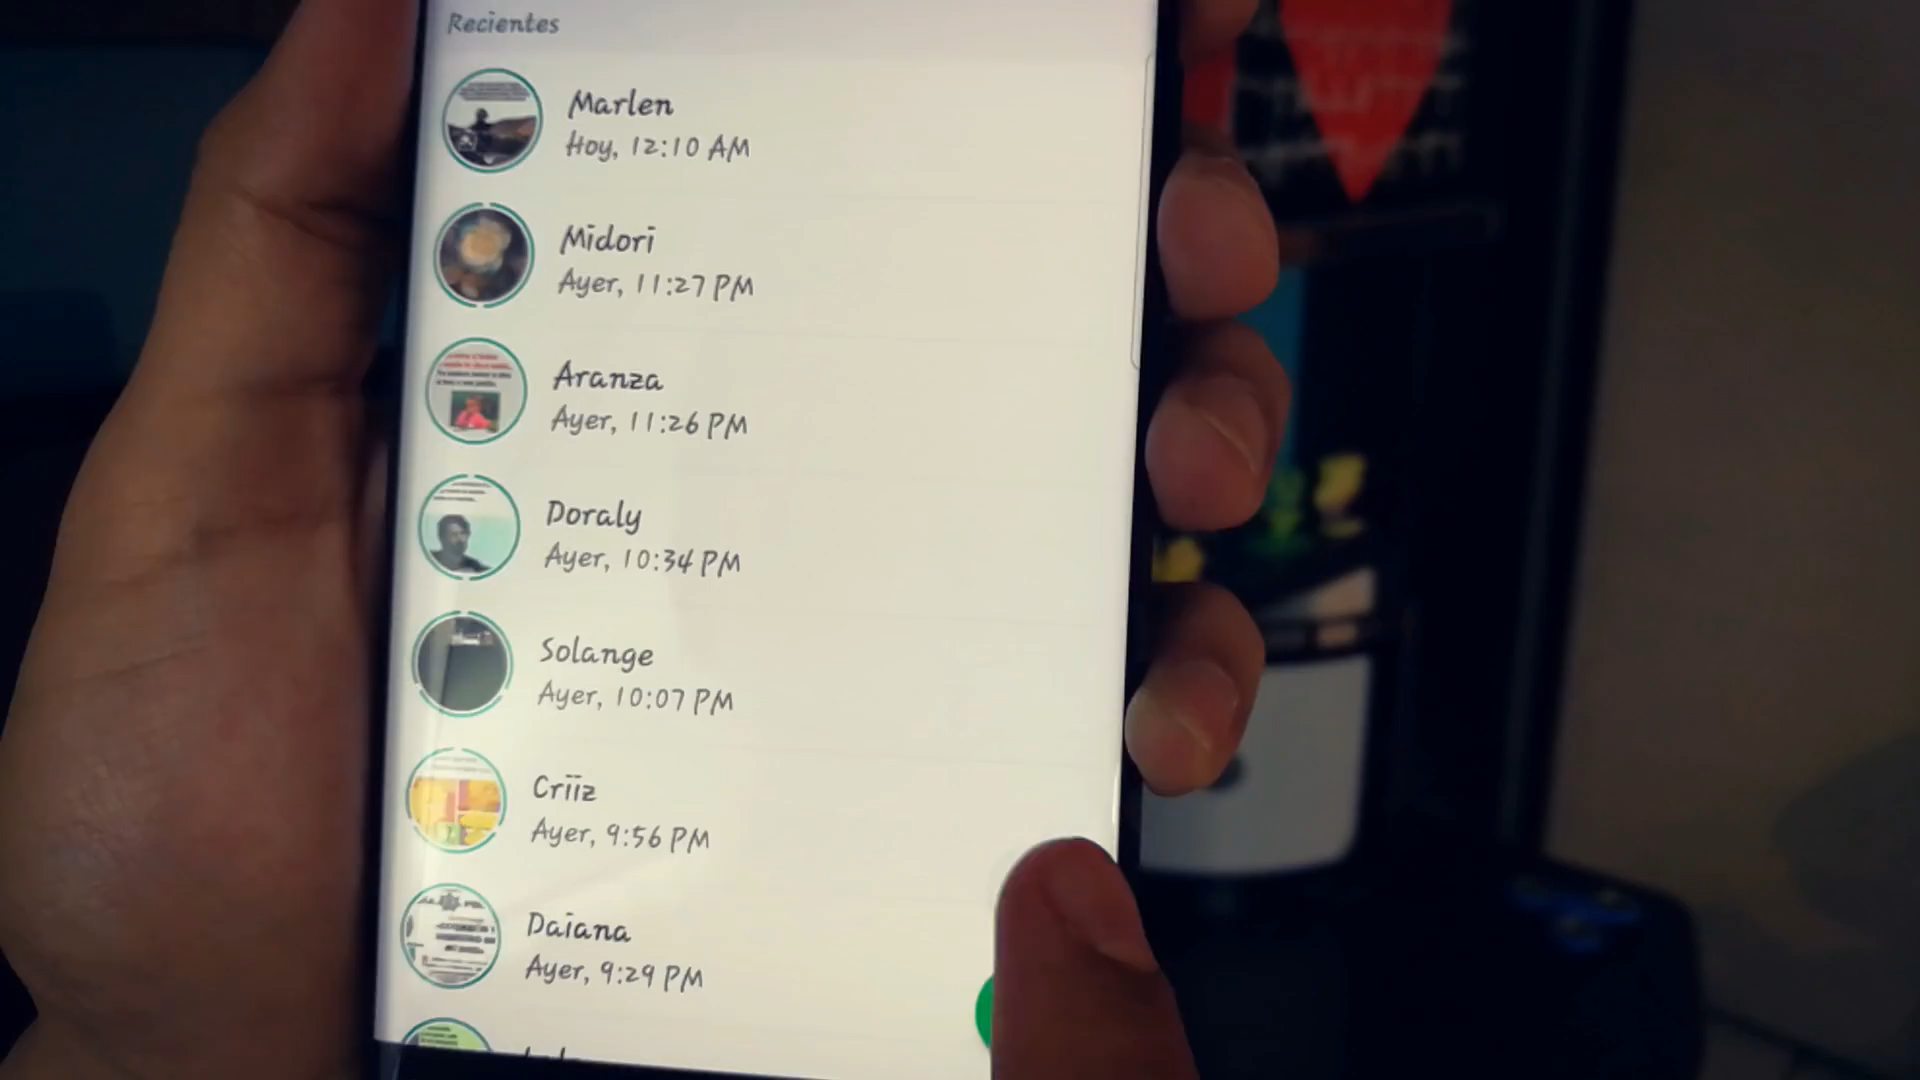 Recientes
Marlen
Hoy, 12:10 AM
Midori
Ayer, 11:27 PM
Aranza
Ayer, 11:26 PM
Doraly
Ayer, 10:34 PM
Solange
Ayer, 10:07 PM
Criiz
Ayer, 9:56 PM
Daiana
Ayer, 9:29 PM